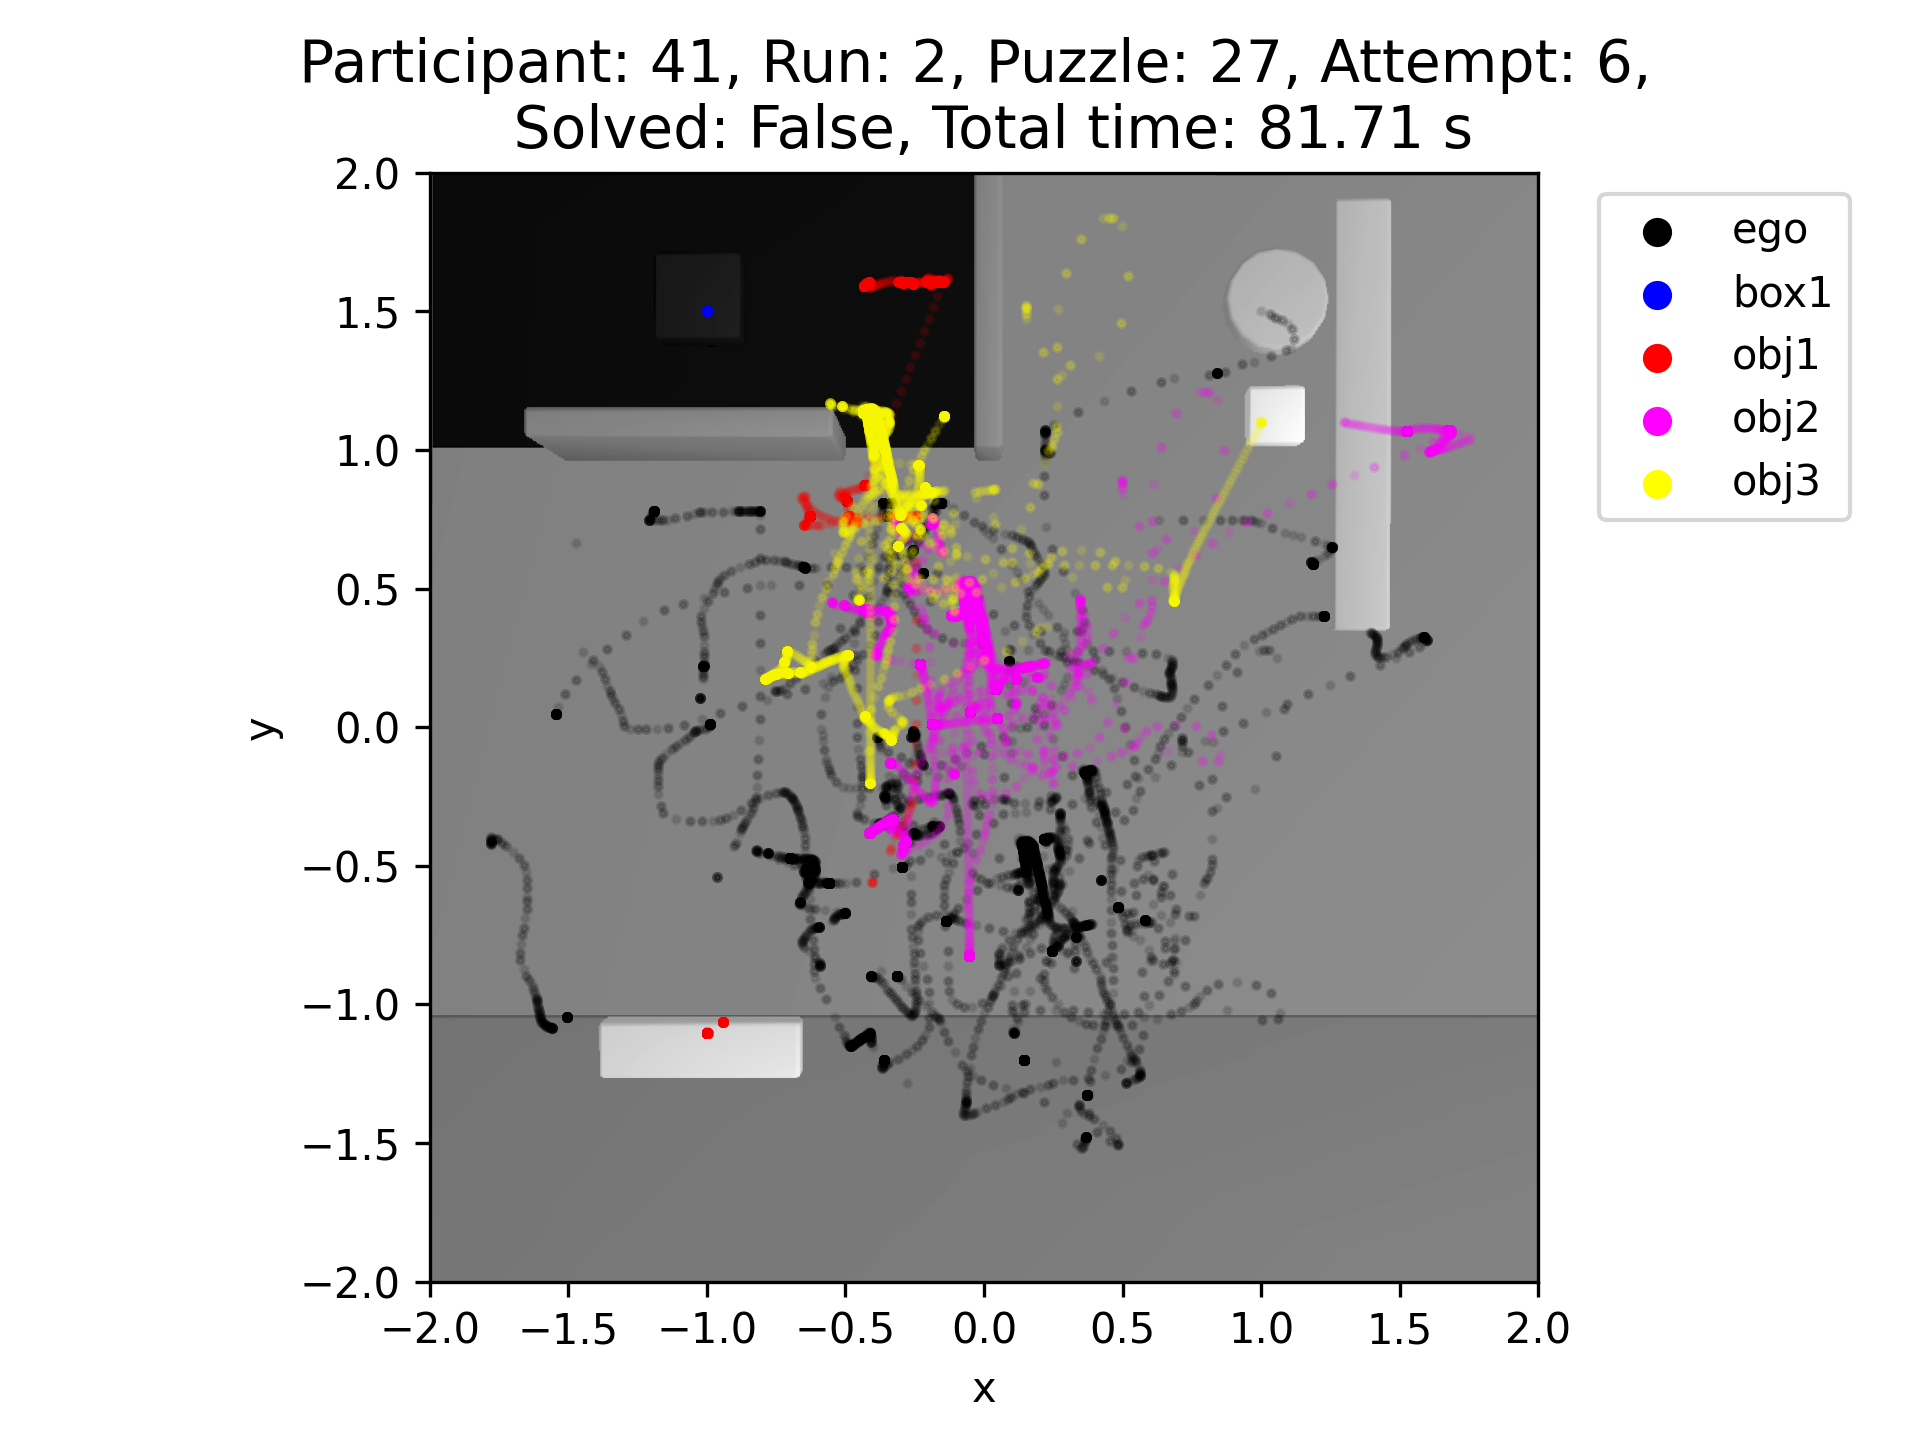 Participant: 41, Run: 2, Puzzle: 27, Attempt: 6,
Solved: False, Total time: 81.71 s
2.0
1.5
1.0
0.5
0.0
−0.5
−1.0
−1.5
−2.0
y
−2.0 −1.5 −1.0 −0.5 0.0 0.5 1.0 1.5 2.0
x
ego
box1
obj1
obj2
obj3